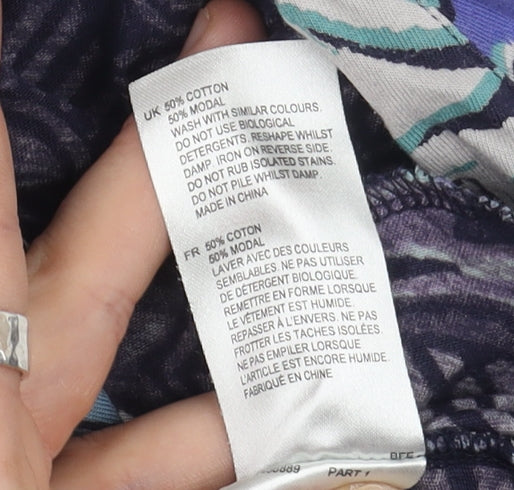 UK 50% COTTON
50% MODAL
WASH WITH SIMILAR COLOURS.
DO NOT USE BIOLOGICAL
DETERGENTS. RESHAPE WHILST
DAMP. IRON ON REVERSE SIDE.
DO NOT RUB ISOLATED STAINS.
DO NOT PILE WHILST DAMP.
MADE IN CHINA
FR 50% COTON
50% MODAL
LAVER AVEC DES COULEURS
SEMBLABLES. NE PAS UTILISER
DE DÉTERGENT BIOLOGIQUE.
REMETTRE EN FORME LORSQUE
LE VÊTEMENT EST HUMIDE.
REPASSER À L'ENVERS. NE PAS
FROTTER LES TACHES ISOLÉES.
NE PAS EMPILER LORSQUE
L'ARTICLE EST ENCORE HUMIDE.
FABRIQUÉ EN CHINE
PART 1